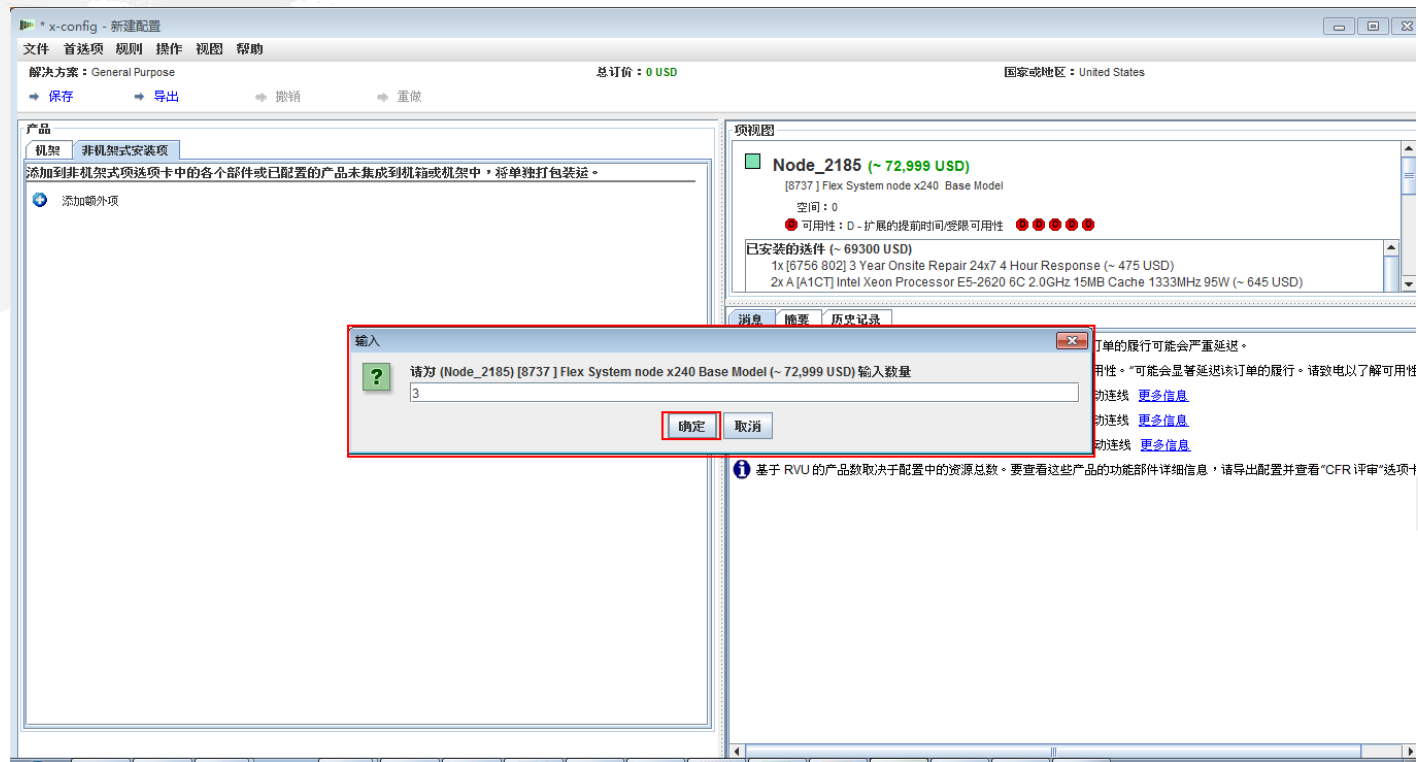 * x-config - 新建配置
文件 首选项 规则 操作 视图 帮助
解决方案：General Purpose 总订价：0 USD 国家或地区：United States
保存 导出 撤销 重做
产品
机架 非机架式安装项
添加到非机架式项选项卡中的各个部件或已配置的产品未集成到机箱或机架中，将单独打包装运。
添加额外项
项视图
Node_2185 (~ 72,999 USD)
[8737 ] Flex System node x240 Base Model
空间：0
D 可用性：D - 扩展的提前时间/受限可用性 D D D D D
已安装的选件 (~ 69300 USD)
1x [6756 802] 3 Year Onsite Repair 24x7 4 Hour Response (~ 475 USD)
2x A [A1CT] Intel Xeon Processor E5-2620 6C 2.0GHz 15MB Cache 1333MHz 95W (~ 645 USD)
消息 摘要 历史记录
订单的履行可能会严重延迟。
用性。"可能会显著延迟该订单的履行。请致电以了解可用性
动连线 更多信息
动连线 更多信息
动连线 更多信息
基于 RVU 的产品数取决于配置中的资源总数。要查看这些产品的功能部件详细信息，请导出配置并查看"CFR 评审"选项卡
输入
请为 (Node_2185) [8737 ] Flex System node x240 Base Model (~ 72,999 USD) 输入数量
3
确定 取消